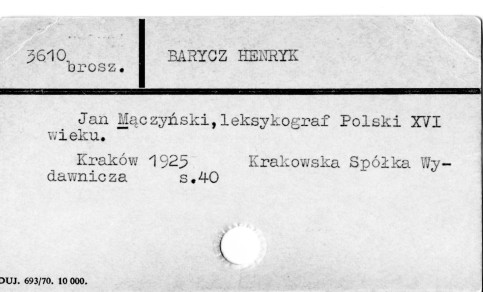 3610 brosz.
BARYCZ HENRYK
Jan Mączyński, leksykograf Polski XVI
wieku.
Kraków 1925 Krakowska Spółka Wy-
dawnicza s.40
DUJ. 693/70. 10 000.